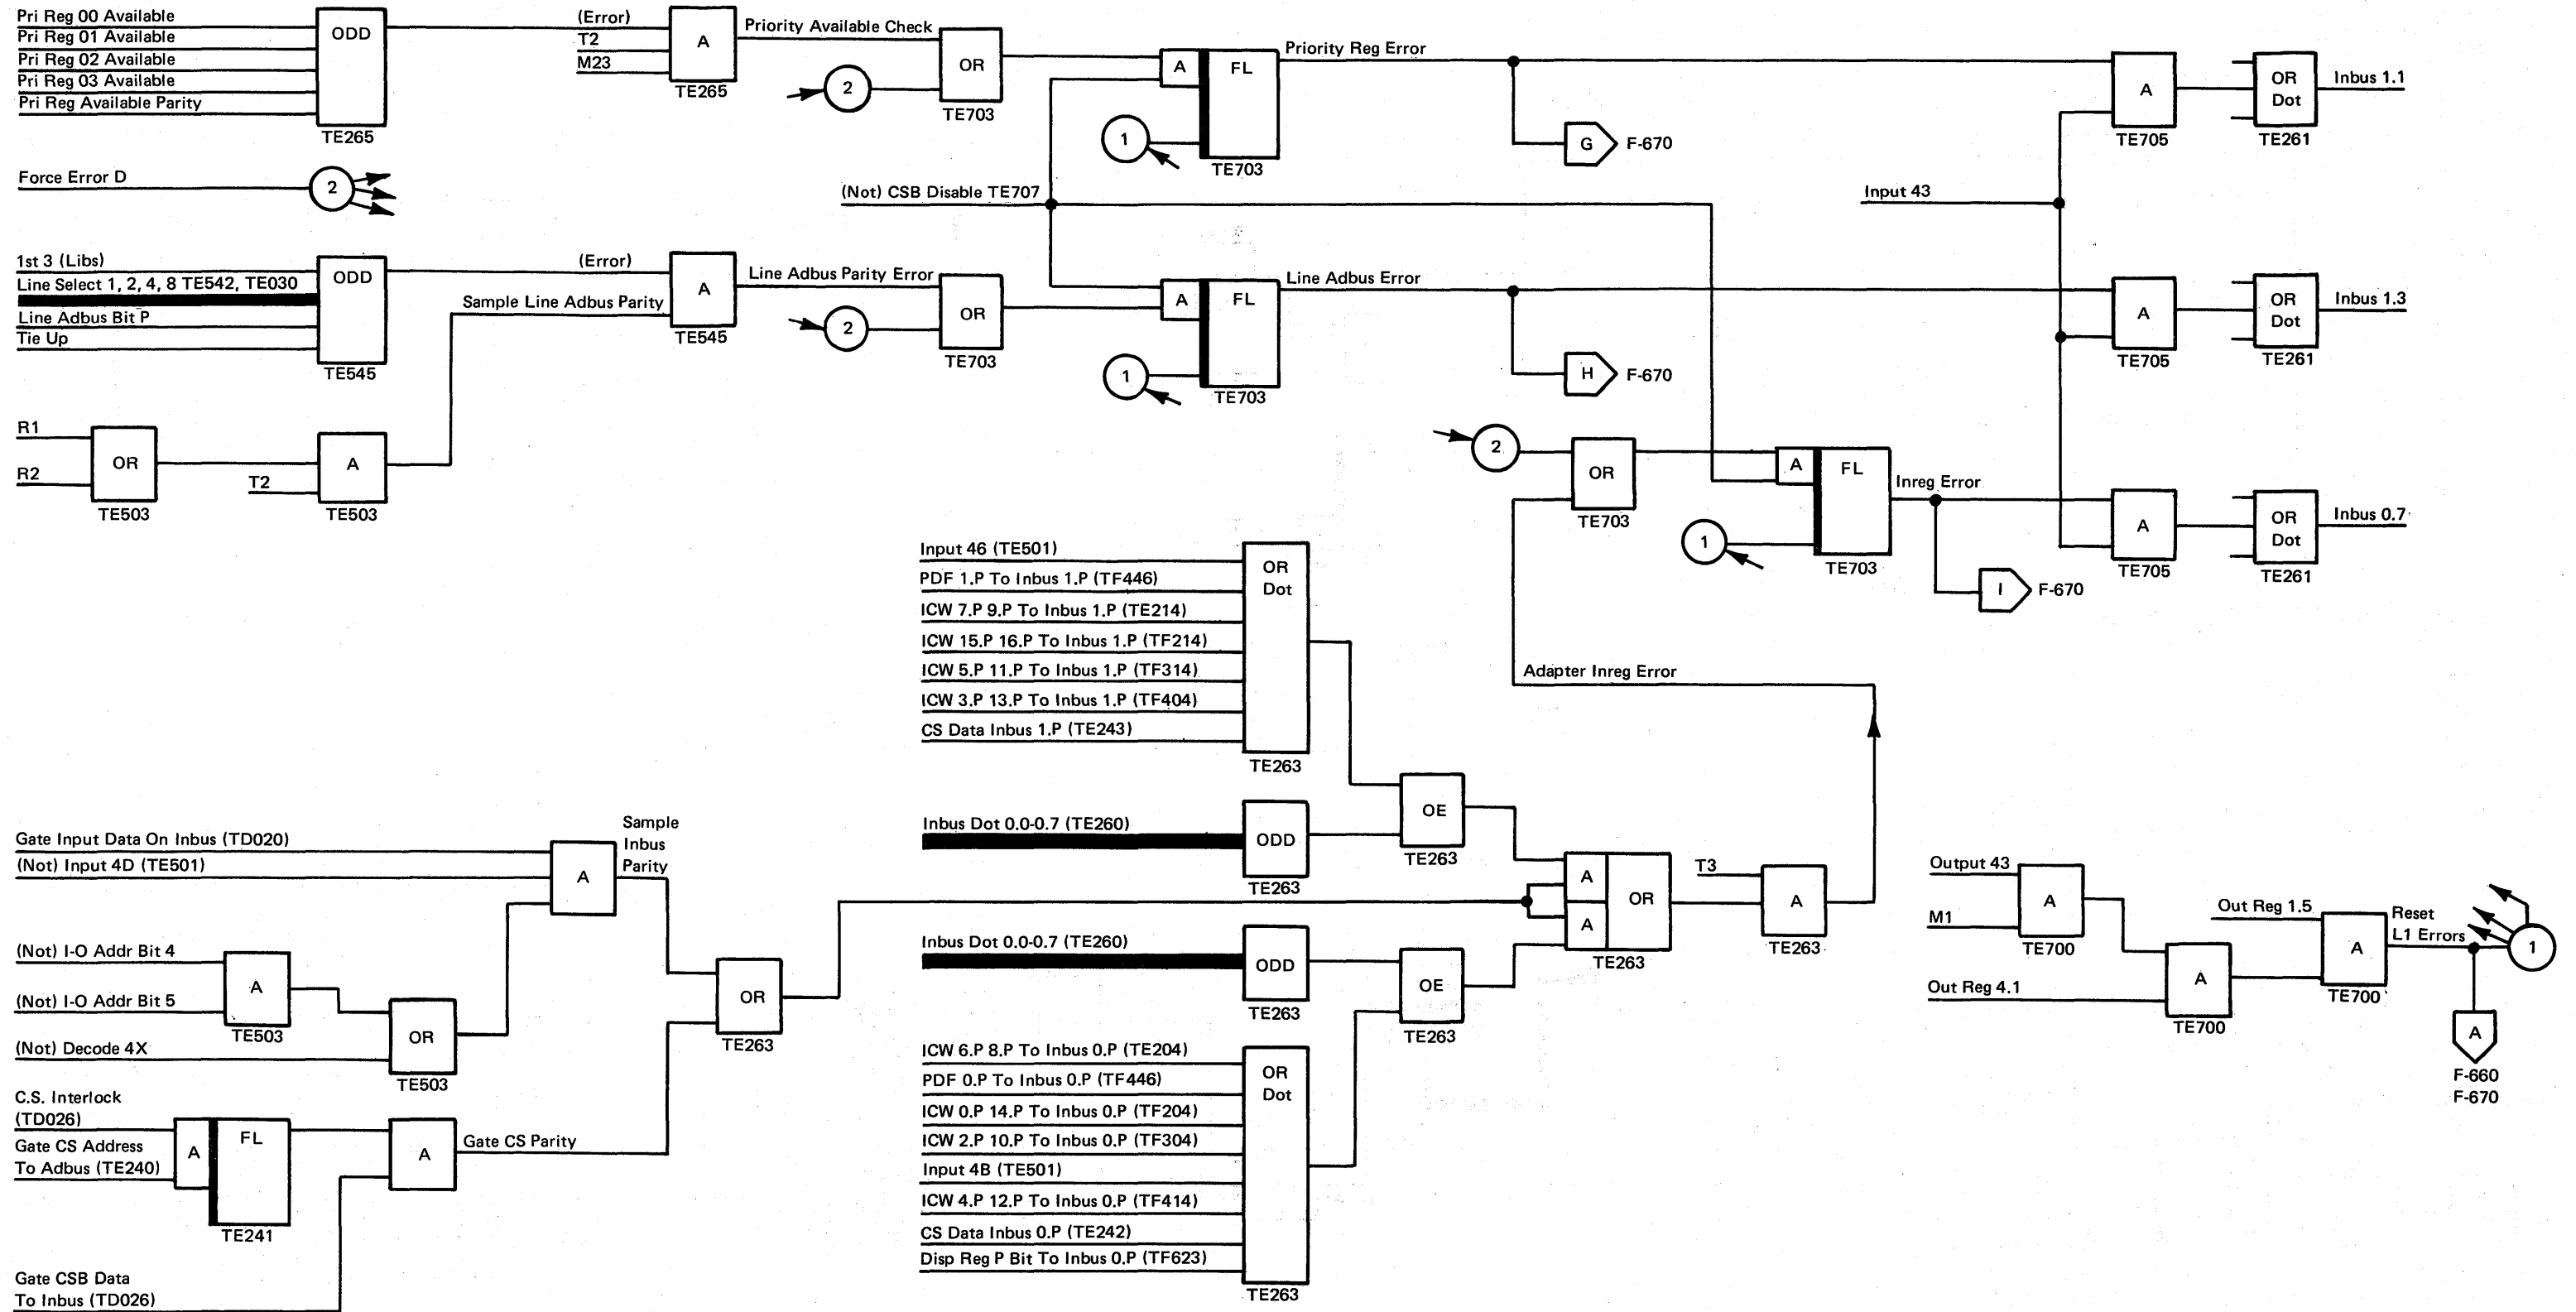 Pri Reg 00 Available
Pri Reg 01 Available
Pri Reg 02 Available
Pri Reg 03 Available
Pri Reg Available Parity
ODD
TE265
(Error)
T2
M23
A
TE265
Priority Available Check
2
OR
TE703
A
FL
1
TE703
Priority Reg Error
G
F-670
A
TE705
OR
Dot
TE261
Inbus 1.1
Force Error D
2
(Not) CSB Disable TE707
Input 43
1st 3 (Libs)
Line Select 1, 2, 4, 8 TE542, TE030
Line Adbus Bit P
Tie Up
ODD
TE545
(Error)
Sample Line Adbus Parity
A
TE545
Line Adbus Parity Error
2
OR
TE703
A
FL
1
TE703
Line Adbus Error
H
F-670
A
TE705
OR
Dot
TE261
Inbus 1.3
R1
R2
OR
TE503
T2
A
TE503
2
OR
TE703
A
FL
1
TE703
Inreg Error
I
F-670
A
TE705
OR
Dot
TE261
Inbus 0.7
Input 46 (TE501)
PDF 1.P To Inbus 1.P (TF446)
ICW 7.P 9.P To Inbus 1.P (TE214)
ICW 15.P 16.P To Inbus 1.P (TF214)
ICW 5.P 11.P To Inbus 1.P (TF314)
ICW 3.P 13.P To Inbus 1.P (TF404)
CS Data Inbus 1.P (TE243)
OR
Dot
TE263
Adapter Inreg Error
Inbus Dot 0.0-0.7 (TE260)
ODD
TE263
OE
TE263
Gate Input Data On Inbus (TD020)
(Not) Input 4D (TE501)
A
Sample
Inbus
Parity
(Not) I-O Addr Bit 4
(Not) I-O Addr Bit 5
A
TE503
(Not) Decode 4X
OR
TE503
OR
TE263
A
A
OR
TE263
T3
A
TE263
Inbus Dot 0.0-0.7 (TE260)
ODD
TE263
OE
TE263
Output 43
M1
A
TE700
Out Reg 4.1
A
TE700
Out Reg 1.5
A
TE700
Reset
L1 Errors
1
A
F-660
F-670
C.S. Interlock
(TD026)
Gate CS Address
To Adbus (TE240)
A
FL
TE241
A
Gate CS Parity
Gate CSB Data
To Inbus (TD026)
ICW 6.P 8.P To Inbus 0.P (TE204)
PDF 0.P To Inbus 0.P (TF446)
ICW 0.P 14.P To Inbus 0.P (TF204)
ICW 2.P 10.P To Inbus 0.P (TF304)
Input 4B (TE501)
ICW 4.P 12.P To Inbus 0.P (TF414)
CS Data Inbus 0.P (TE242)
Disp Reg P Bit To Inbus 0.P (TF623)
OR
Dot
TE263